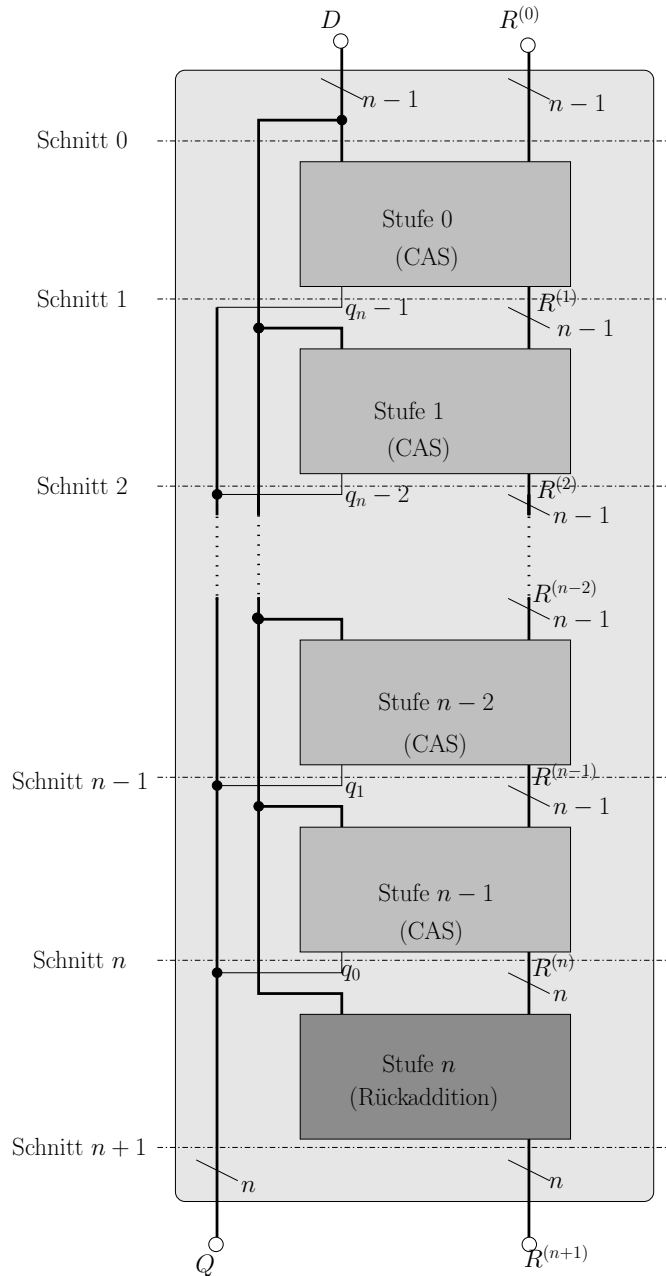 D
R^{(0)}
n − 1
n − 1
Schnitt 0
Stufe 0
(CAS)
Schnitt 1
q_n − 1
R^{(1)}
n − 1
Stufe 1
(CAS)
Schnitt 2
q_n − 2
R^{(2)}
n − 1
R^{(n−2)}
n − 1
Stufe n − 2
(CAS)
Schnitt n − 1
q_1
R^{(n−1)}
n − 1
Stufe n − 1
(CAS)
Schnitt n
q_0
R^{(n)}
n
Stufe n
(Rückaddition)
Schnitt n + 1
n
n
Q
R^{(n+1)}